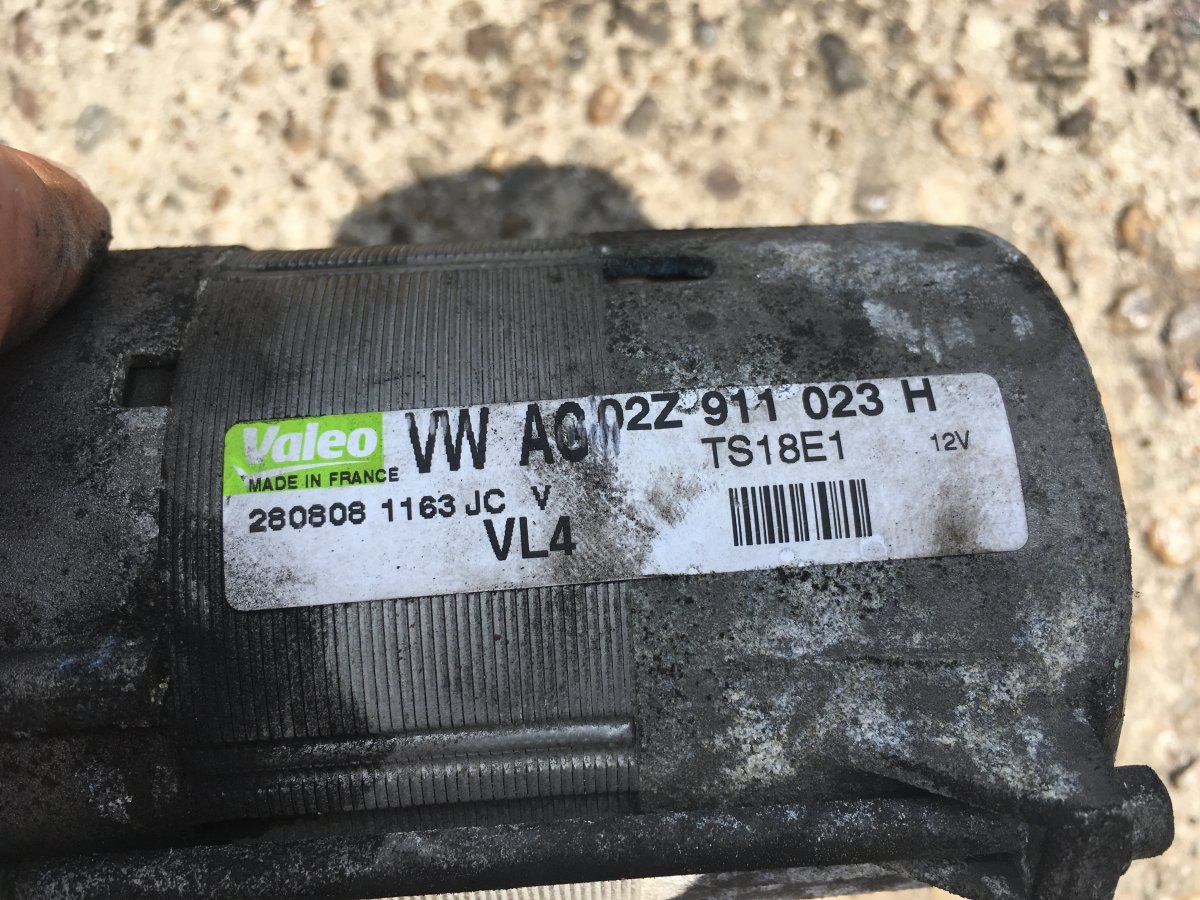 Valeo VW AG 02Z 911 023 H
MADE IN FRANCE TS18E1 12V
280808 1163 JC V
VL4